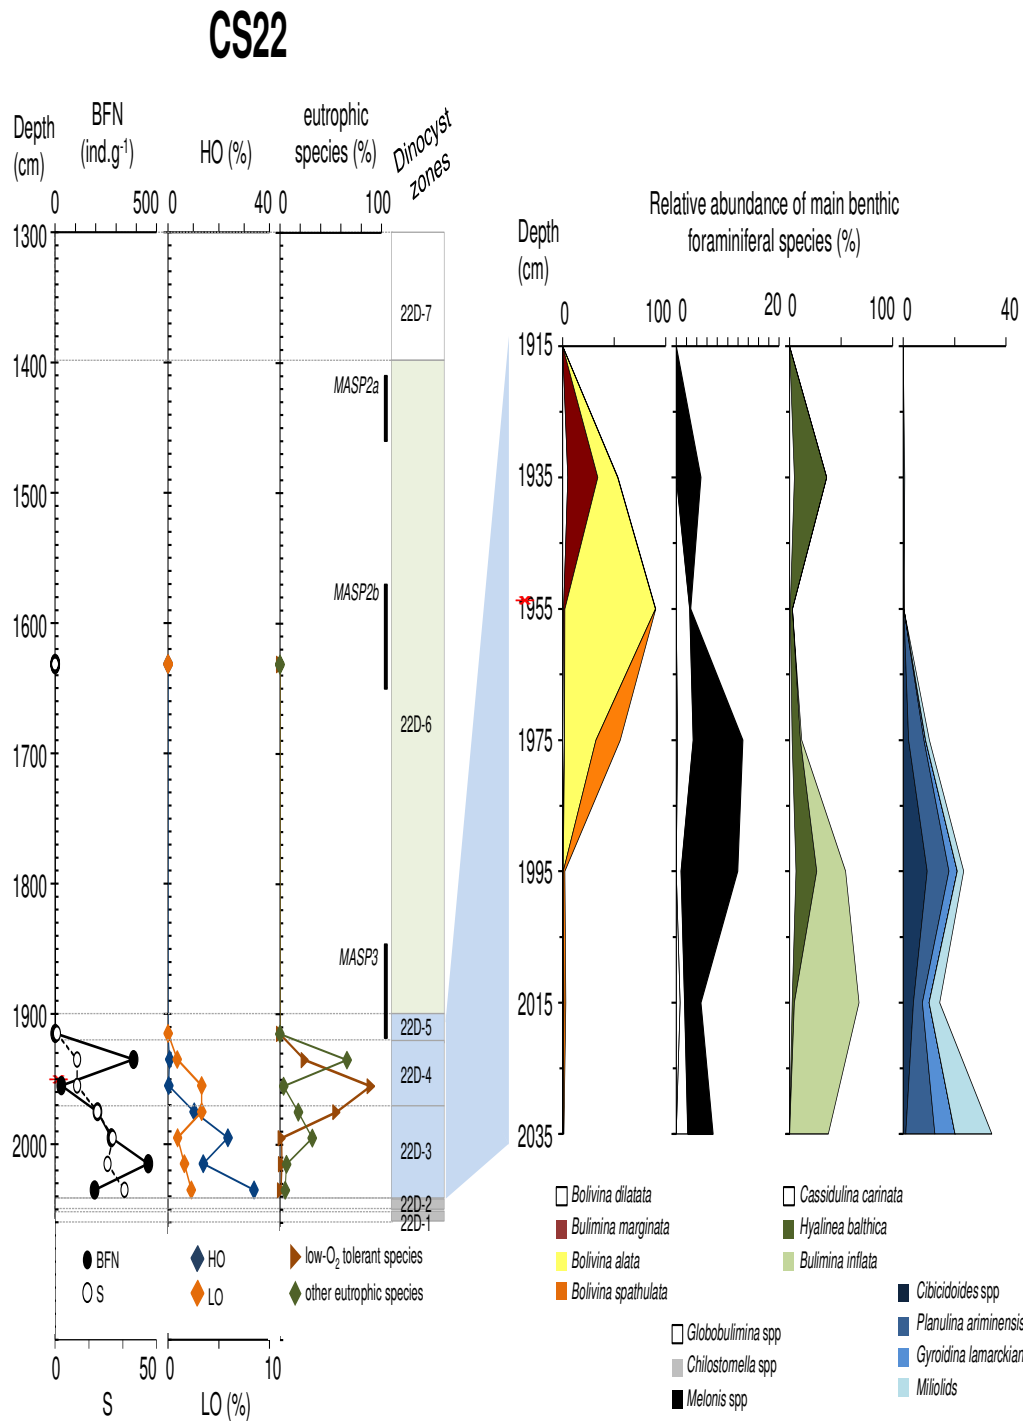 CS22
Depth
(cm)
BFN
(ind.g-1)
HO (%)
eutrophic
species (%)
Dinocyst
zones
0 500 0 40 0 100
1300
1400
1500
1600
1700
1800
1900
2000
MASP2a
MASP2b
MASP3
22D-7
22D-6
22D-5
22D-4
22D-3
22D-2
22D-1
BFN
S
HO
LO
low-O2 tolerant species
other eutrophic species
0 50 0 10
S LO (%)
Relative abundance of main benthic
foraminiferal species (%)
Depth
(cm)
0 100 0 20 0 100 0 40
1915
1935
1955
1975
1995
2015
2035
Bolivina dilatata
Bulimina marginata
Bolivina alata
Bolivina spathulata
Cassidulina carinata
Hyalinea balthica
Bulimina inflata
Globobulimina spp
Chilostomella spp
Melonis spp
Cibicidoides spp
Planulina ariminensis
Gyroidina lamarckian
Miliolids